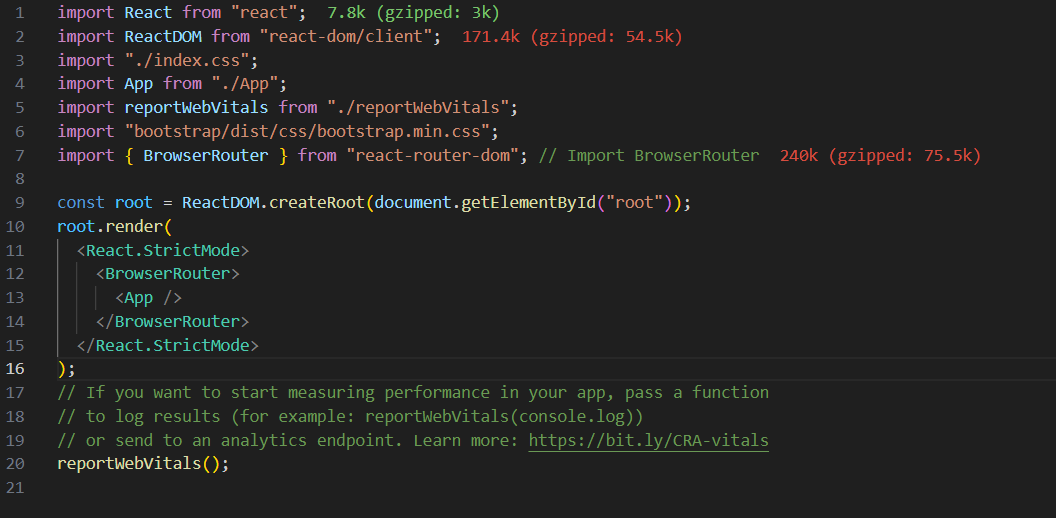 1 import React from "react";  7.8k (gzipped: 3k)
2 import ReactDOM from "react-dom/client";  171.4k (gzipped: 54.5k)
3 import "./index.css";
4 import App from "./App";
5 import reportWebVitals from "./reportWebVitals";
6 import "bootstrap/dist/css/bootstrap.min.css";
7 import { BrowserRouter } from "react-router-dom"; // Import BrowserRouter  240k (gzipped: 75.5k)
8
9 const root = ReactDOM.createRoot(document.getElementById("root"));
10 root.render(
11   <React.StrictMode>
12     <BrowserRouter>
13       <App />
14     </BrowserRouter>
15   </React.StrictMode>
16 );
17 // If you want to start measuring performance in your app, pass a function
18 // to log results (for example: reportWebVitals(console.log))
19 // or send to an analytics endpoint. Learn more: https://bit.ly/CRA-vitals
20 reportWebVitals();
21